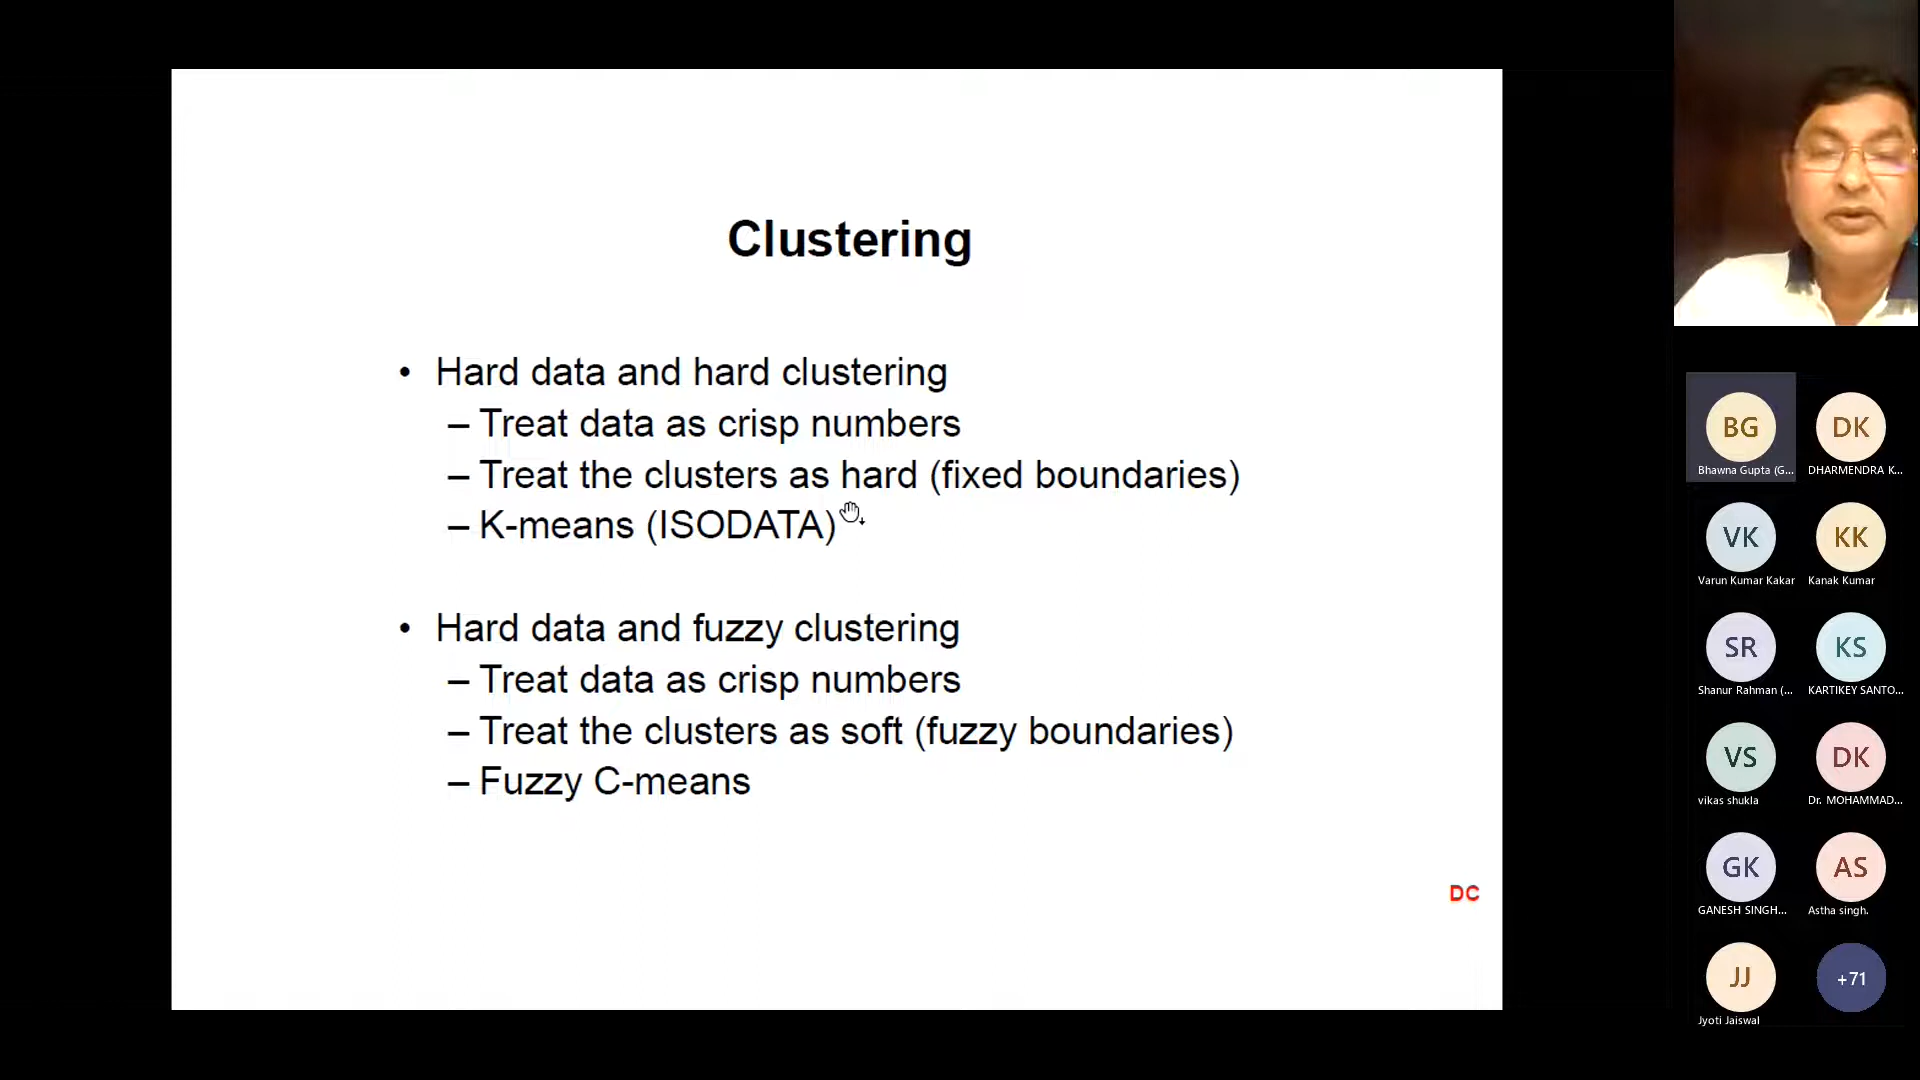 Clustering
• Hard data and hard clustering
– Treat data as crisp numbers
– Treat the clusters as hard (fixed boundaries)
– K-means (ISODATA)
• Hard data and fuzzy clustering
– Treat data as crisp numbers
– Treat the clusters as soft (fuzzy boundaries)
– Fuzzy C-means
DC
BG
Bhawna Gupta (G...
DK
DHARMENDRA K...
VK
Varun Kumar Kakar
KK
Kanak Kumar
SR
Shanur Rahman (...
KS
KARTIKEY SANTO...
VS
vikas shukla
DK
Dr. MOHAMMAD...
GK
GANESH SINGH...
AS
Astha singh.
JJ
Jyoti Jaiswal
+71